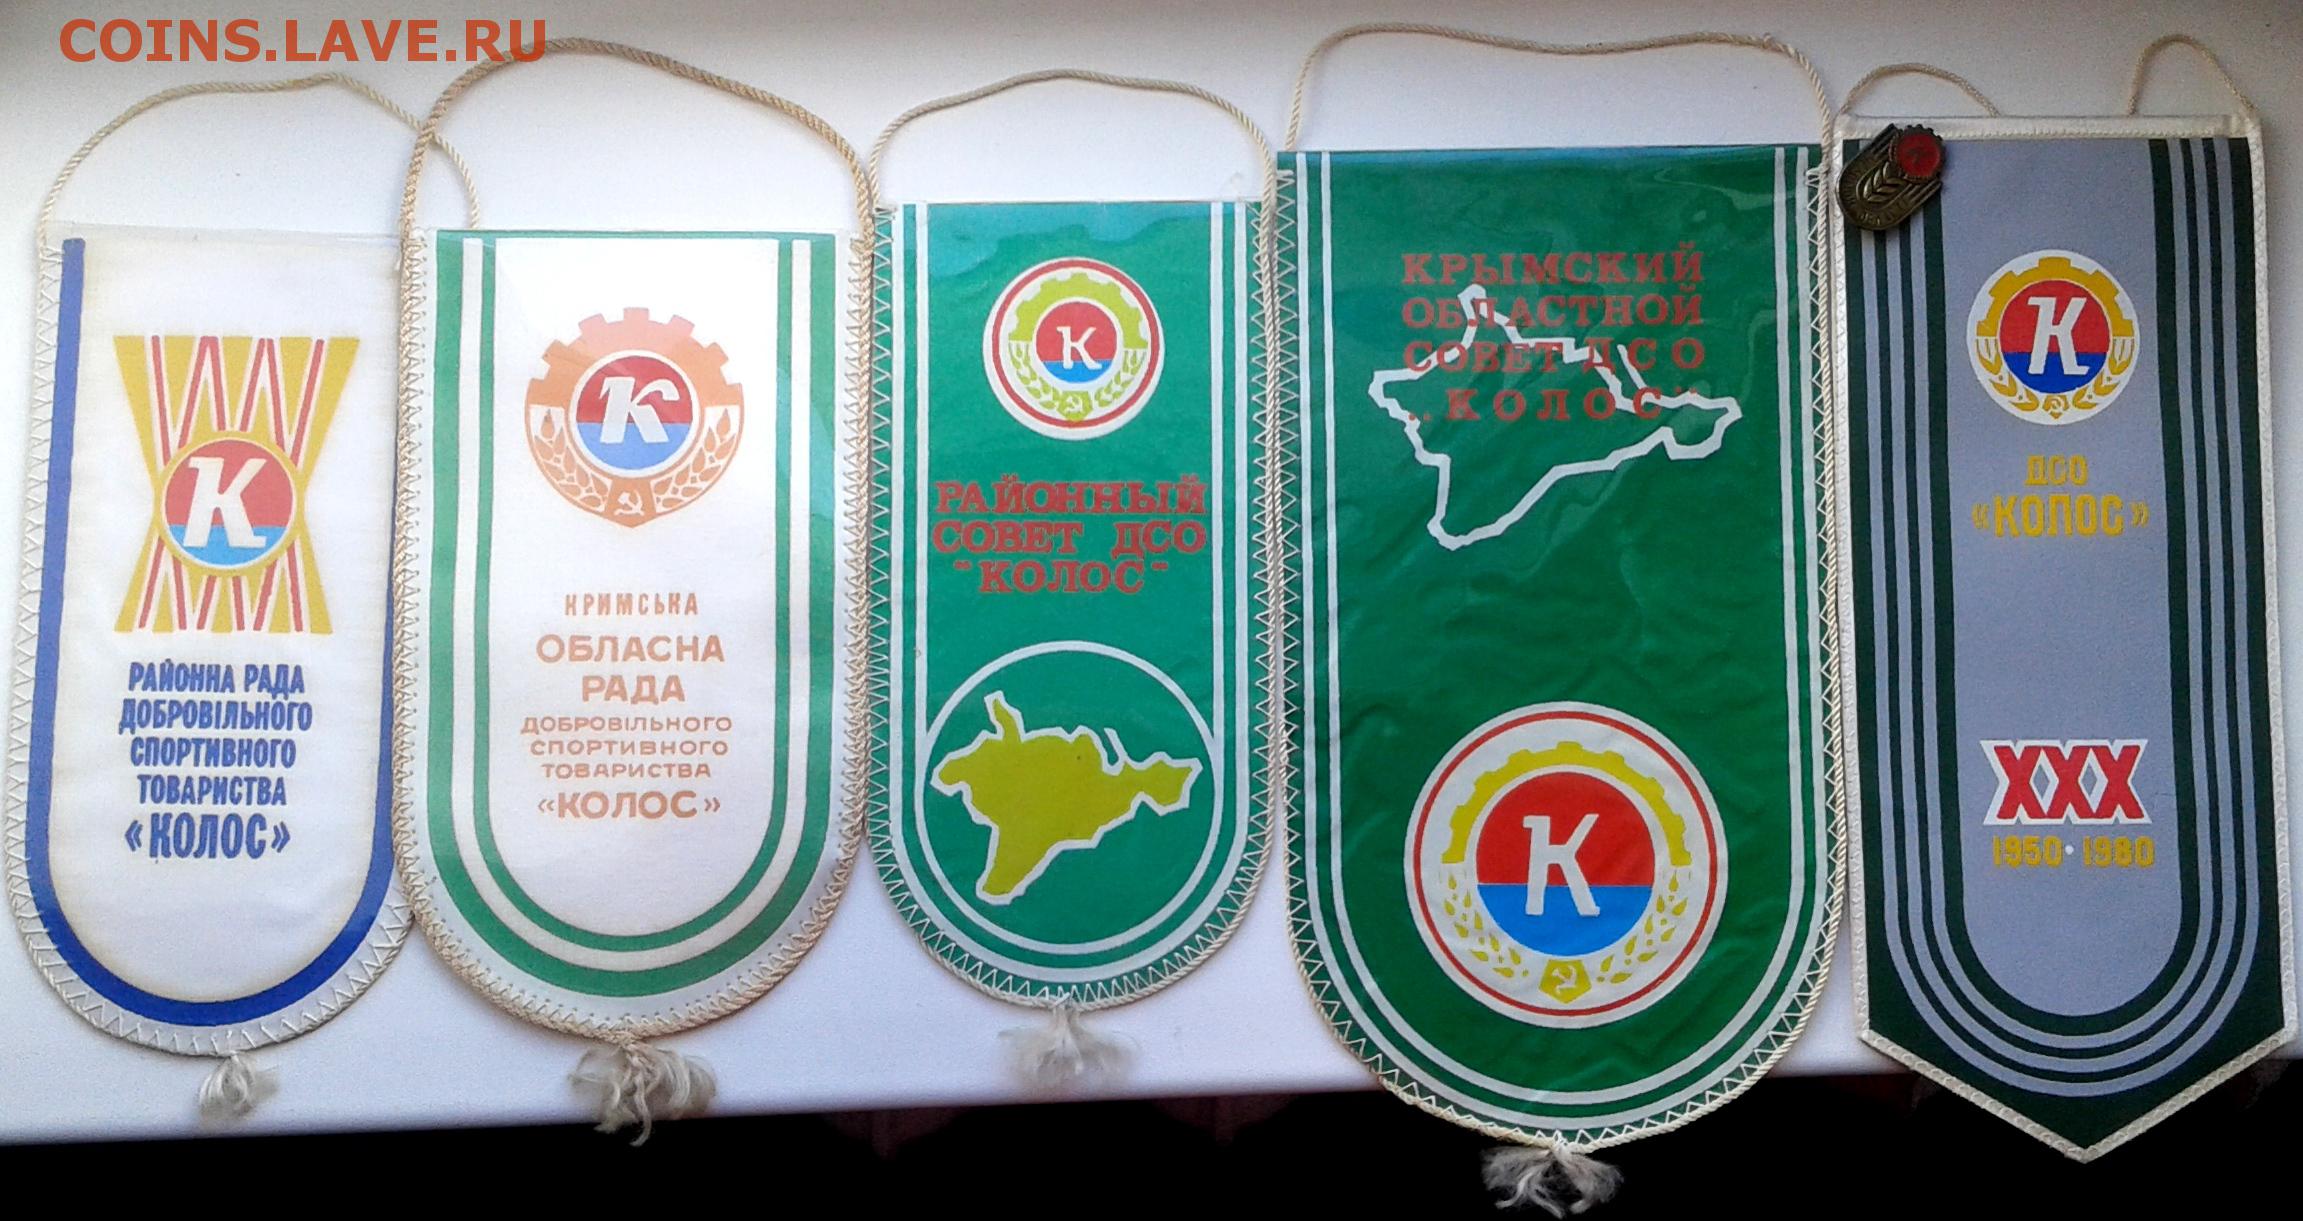 COINS.LAVE.RU
К
РАЙОННА РАДА
ДОБРОВІЛЬНОГО
СПОРТИВНОГО
ТОВАРИСТВА
«КОЛОС»
К
КРИМСЬКА
ОБЛАСНА
РАДА
ДОБРОВІЛЬНОГО
СПОРТИВНОГО
ТОВАРИСТВА
«КОЛОС»
К
РАЙОННЫЙ
СОВЕТ ДСО
"КОЛОС"
КРЫМСКИЙ
ОБЛАСТНОЙ
СОВЕТ ДСО
"КОЛОС"
К
К
ДСО
«КОЛОС»
XXX
1950·1980